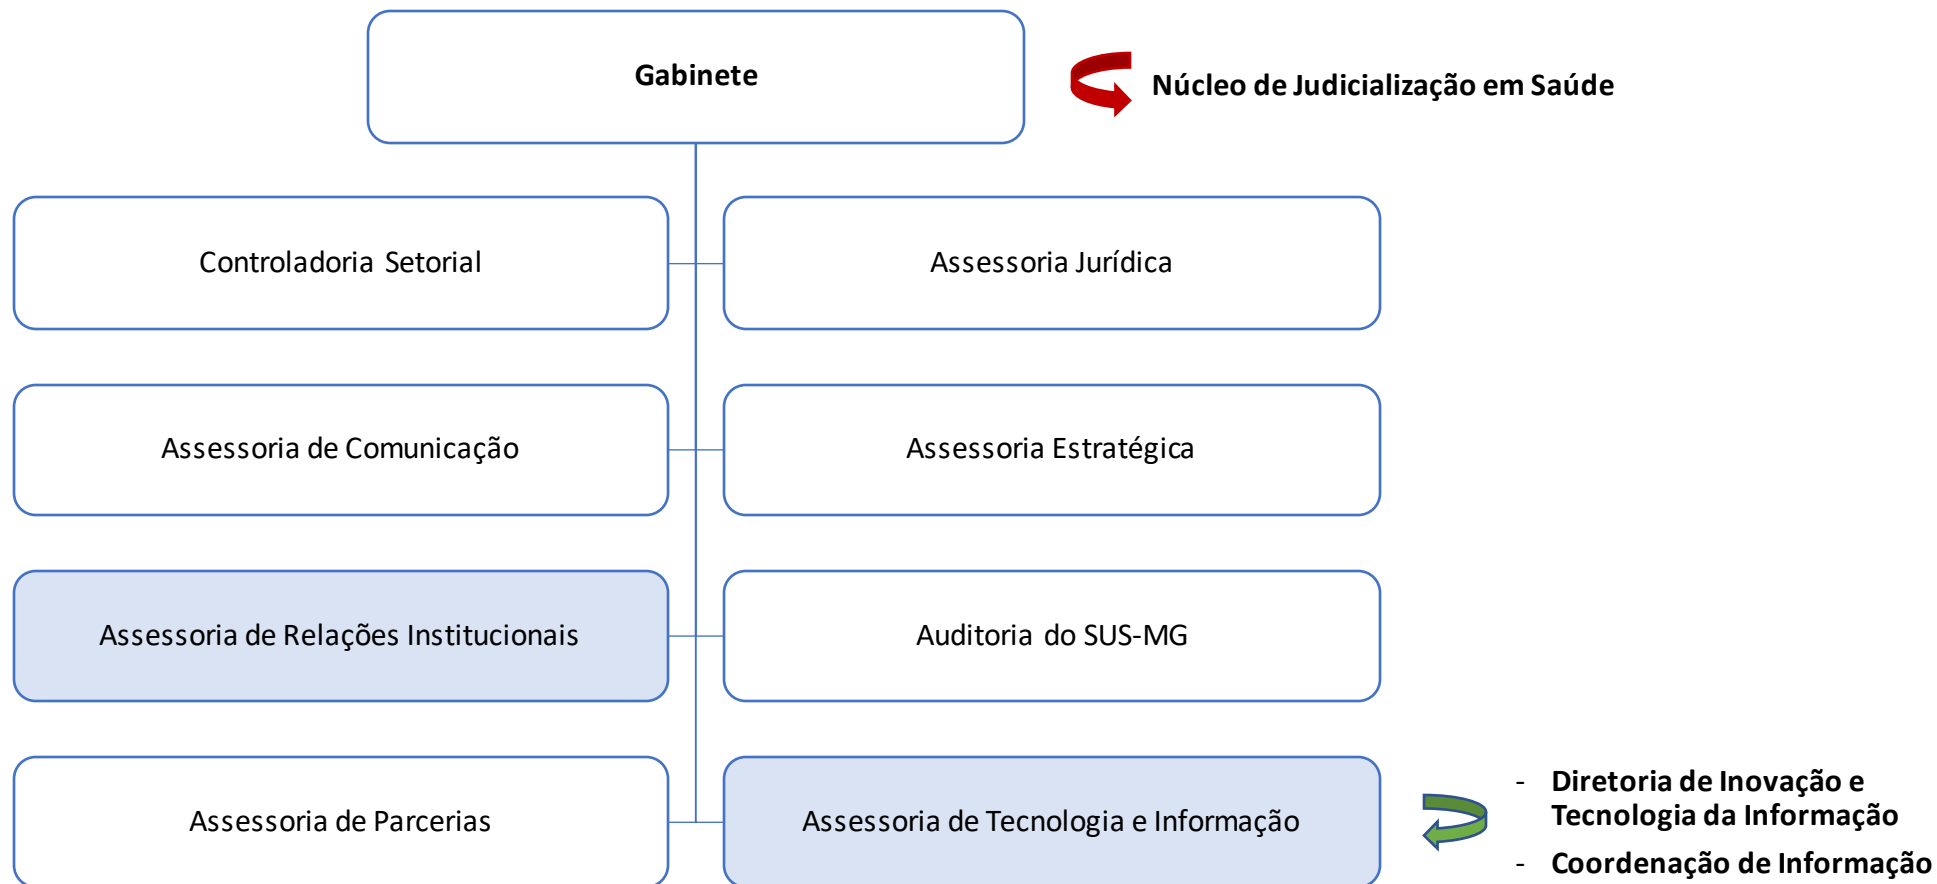 Gabinete
Núcleo de Judicialização em Saúde
Controladoria Setorial
Assessoria Jurídica
Assessoria de Comunicação
Assessoria Estratégica
Assessoria de Relações Institucionais
Auditoria do SUS-MG
Assessoria de Parcerias
Assessoria de Tecnologia e Informação
- Diretoria de Inovação e
Tecnologia da Informação
- Coordenação de Informação